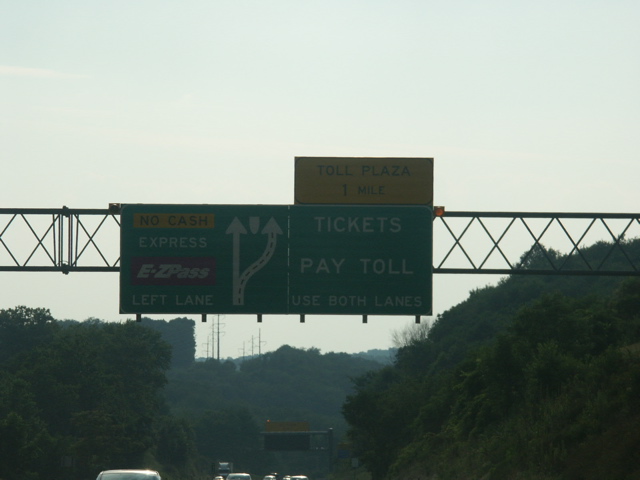 TOLL PLAZA
1 MILE
NO CASH
EXPRESS
E-ZPass
LEFT LANE
TICKETS
PAY TOLL
USE BOTH LANES